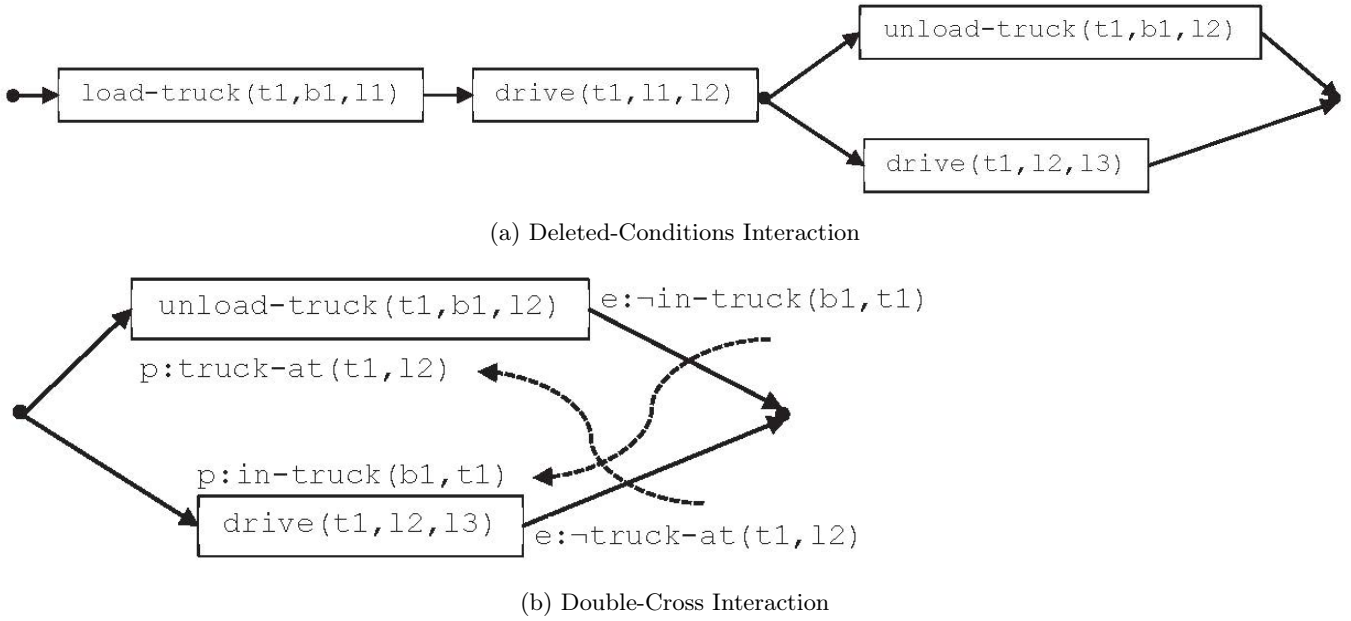 unload-truck(t1,b1,l2)
load-truck(t1,b1,l1)
drive(t1,l1,l2)
drive(t1,l2,l3)
(a) Deleted-Conditions Interaction
unload-truck(t1,b1,l2)
e:¬in-truck(b1,t1)
p:truck-at(t1,l2)
p:in-truck(b1,t1)
drive(t1,l2,l3)
e:¬truck-at(t1,l2)
(b) Double-Cross Interaction